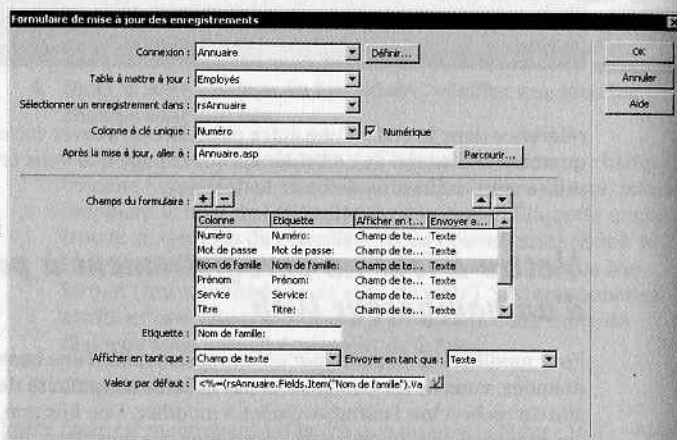 Formulaire de mise à jour des enregistrements
Connexion : Annuaire Définir... OK
Table à mettre à jour : Employés Annuler
Sélectionner un enregistrement dans : rsAnnuaire Aide
Colonne à clé unique : Numéro Numérique
Après la mise à jour, aller à : Annuaire.asp Parcourir...
Champs du formulaire : + −
Colonne Etiquette Afficher en t... Envoyer e...
Numéro Numéro: Champ de te... Texte
Mot de passe Mot de passe: Champ de te... Texte
Nom de famille Nom de famille: Champ de te... Texte
Prénom Prénom: Champ de te... Texte
Service Service: Champ de te... Texte
Titre Titre: Champ de te... Texte
Etiquette : Nom de famille:
Afficher en tant que : Champ de texte Envoyer en tant que : Texte
Valeur par défaut : <%=(rsAnnuaire.Fields.Item("Nom de famille").Va